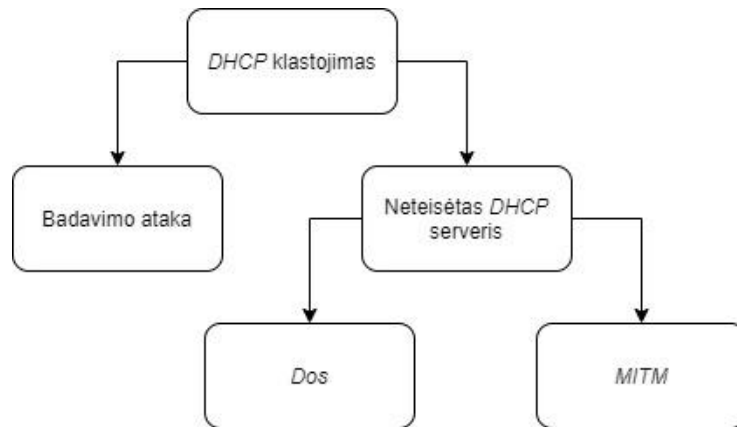 DHCP klastojimas
Badavimo ataka
Neteisėtas DHCP
serveris
Dos
MITM